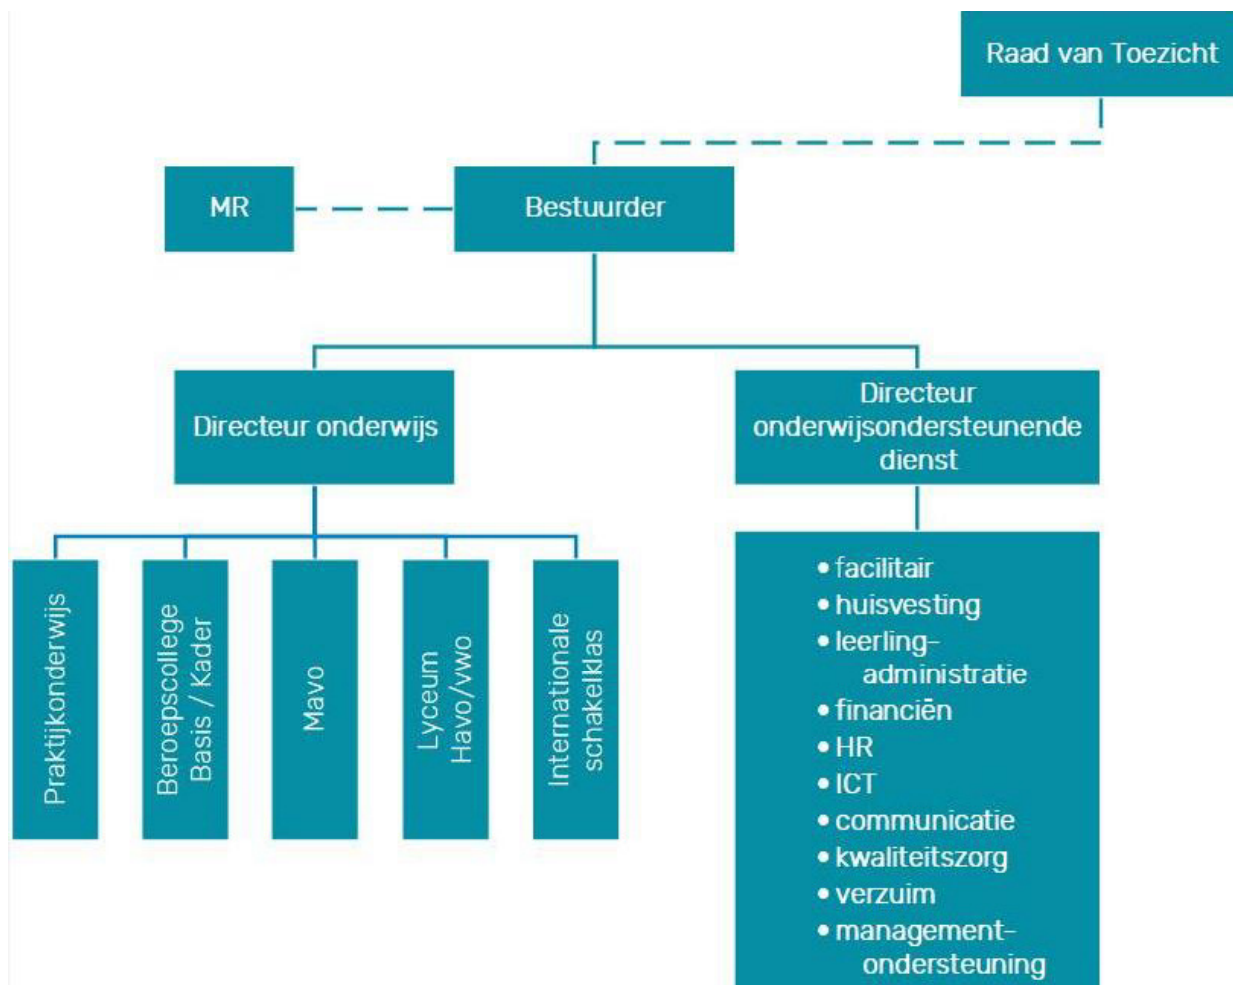 Raad van Toezicht
MR
Bestuurder
Directeur onderwijs
Directeur
onderwijsondersteunende
dienst
Praktijkonderwijs
Beroepscollege
Basis / Kader
Mavo
Lyceum
Havo/vwo
Internationale
schakelklas
• facilitair
• huisvesting
• leerling-
administratie
• financiën
• HR
• ICT
• communicatie
• kwaliteitszorg
• verzuim
• management-
ondersteuning